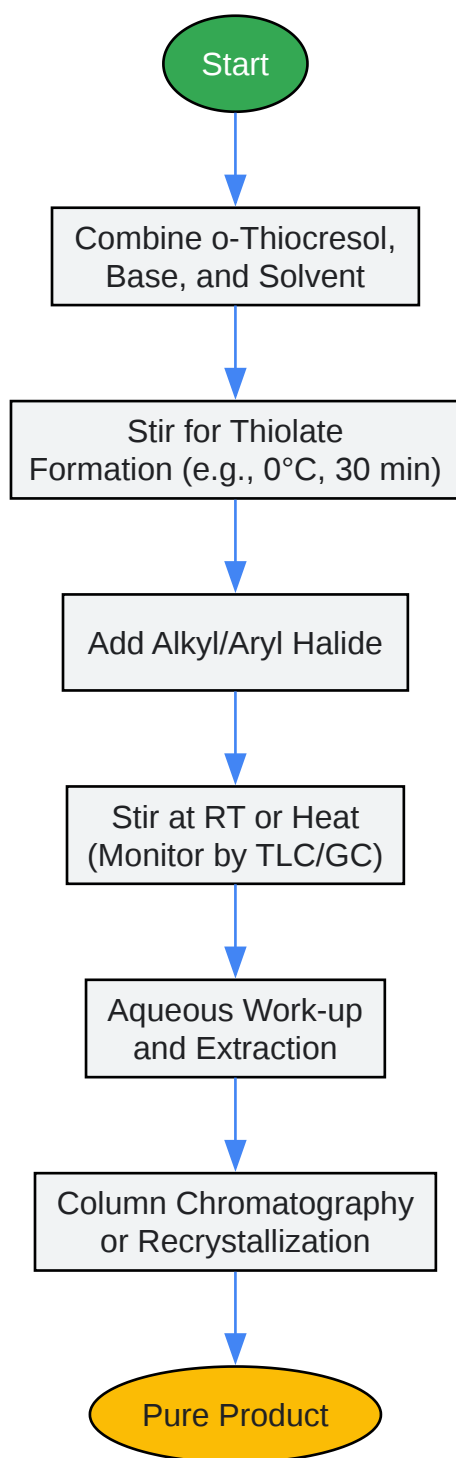 Start
Combine o-Thiocresol,
Base, and Solvent
Stir for Thiolate
Formation (e.g., 0°C, 30 min)
Add Alkyl/Aryl Halide
Stir at RT or Heat
(Monitor by TLC/GC)
Aqueous Work-up
and Extraction
Column Chromatography
or Recrystallization
Pure Product